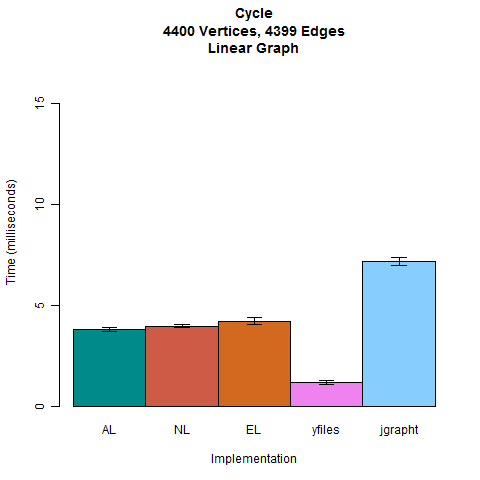 Cycle
4400 Vertices, 4399 Edges
Linear Graph
15
10
5
0
Time (milliseconds)
AL NL EL yfiles jgrapht
Implementation